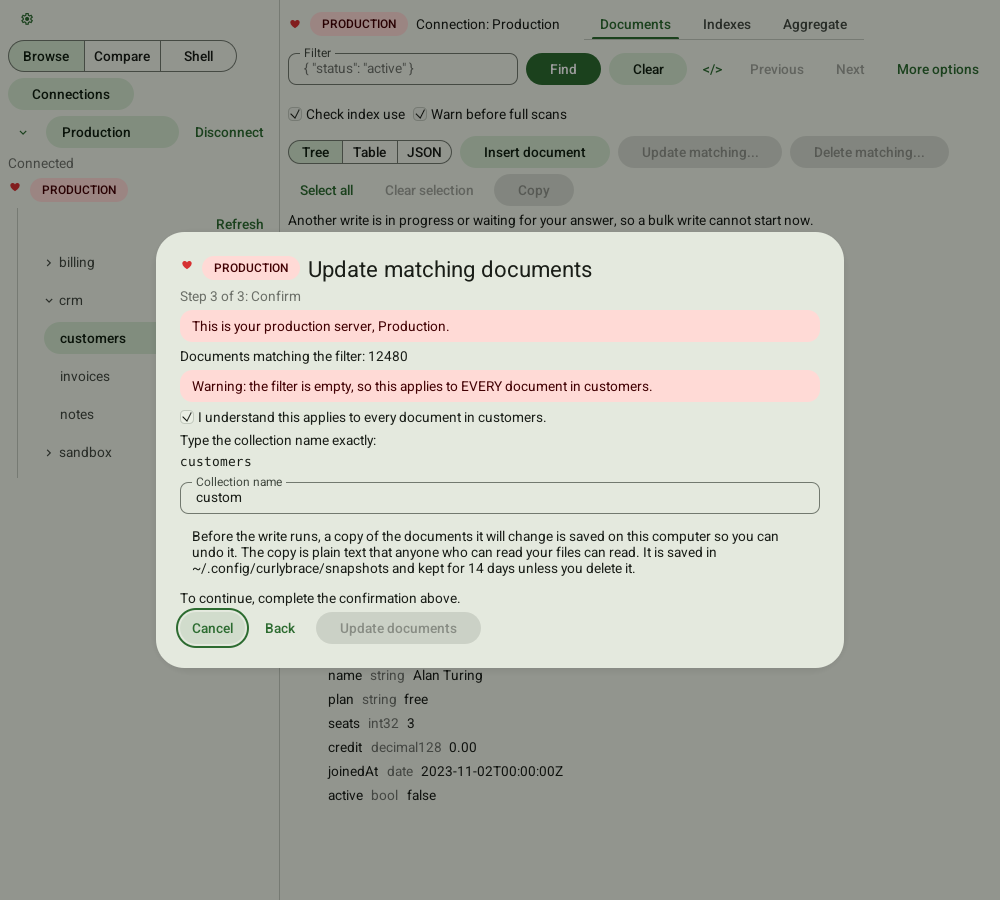 Browse Compare Shell
Connections
Production Disconnect
Connected
PRODUCTION
Refresh
billing
crm
customers
invoices
notes
sandbox
PRODUCTION Connection: Production Documents Indexes Aggregate
Filter
{ "status": "active" } Find Clear </> Previous Next More options
Check index use Warn before full scans
Tree Table JSON Insert document Update matching... Delete matching...
Select all Clear selection Copy
Another write is in progress or waiting for your answer, so a bulk write cannot start now.
PRODUCTION Update matching documents
Step 3 of 3: Confirm
This is your production server, Production.
Documents matching the filter: 12480
Warning: the filter is empty, so this applies to EVERY document in customers.
I understand this applies to every document in customers.
Type the collection name exactly:
customers
Collection name
custom
Before the write runs, a copy of the documents it will change is saved on this computer so you can
undo it. The copy is plain text that anyone who can read your files can read. It is saved in
~/.config/curlybrace/snapshots and kept for 14 days unless you delete it.
To continue, complete the confirmation above.
Cancel Back Update documents
name string Alan Turing
plan string free
seats int32 3
credit decimal128 0.00
joinedAt date 2023-11-02T00:00:00Z
active bool false